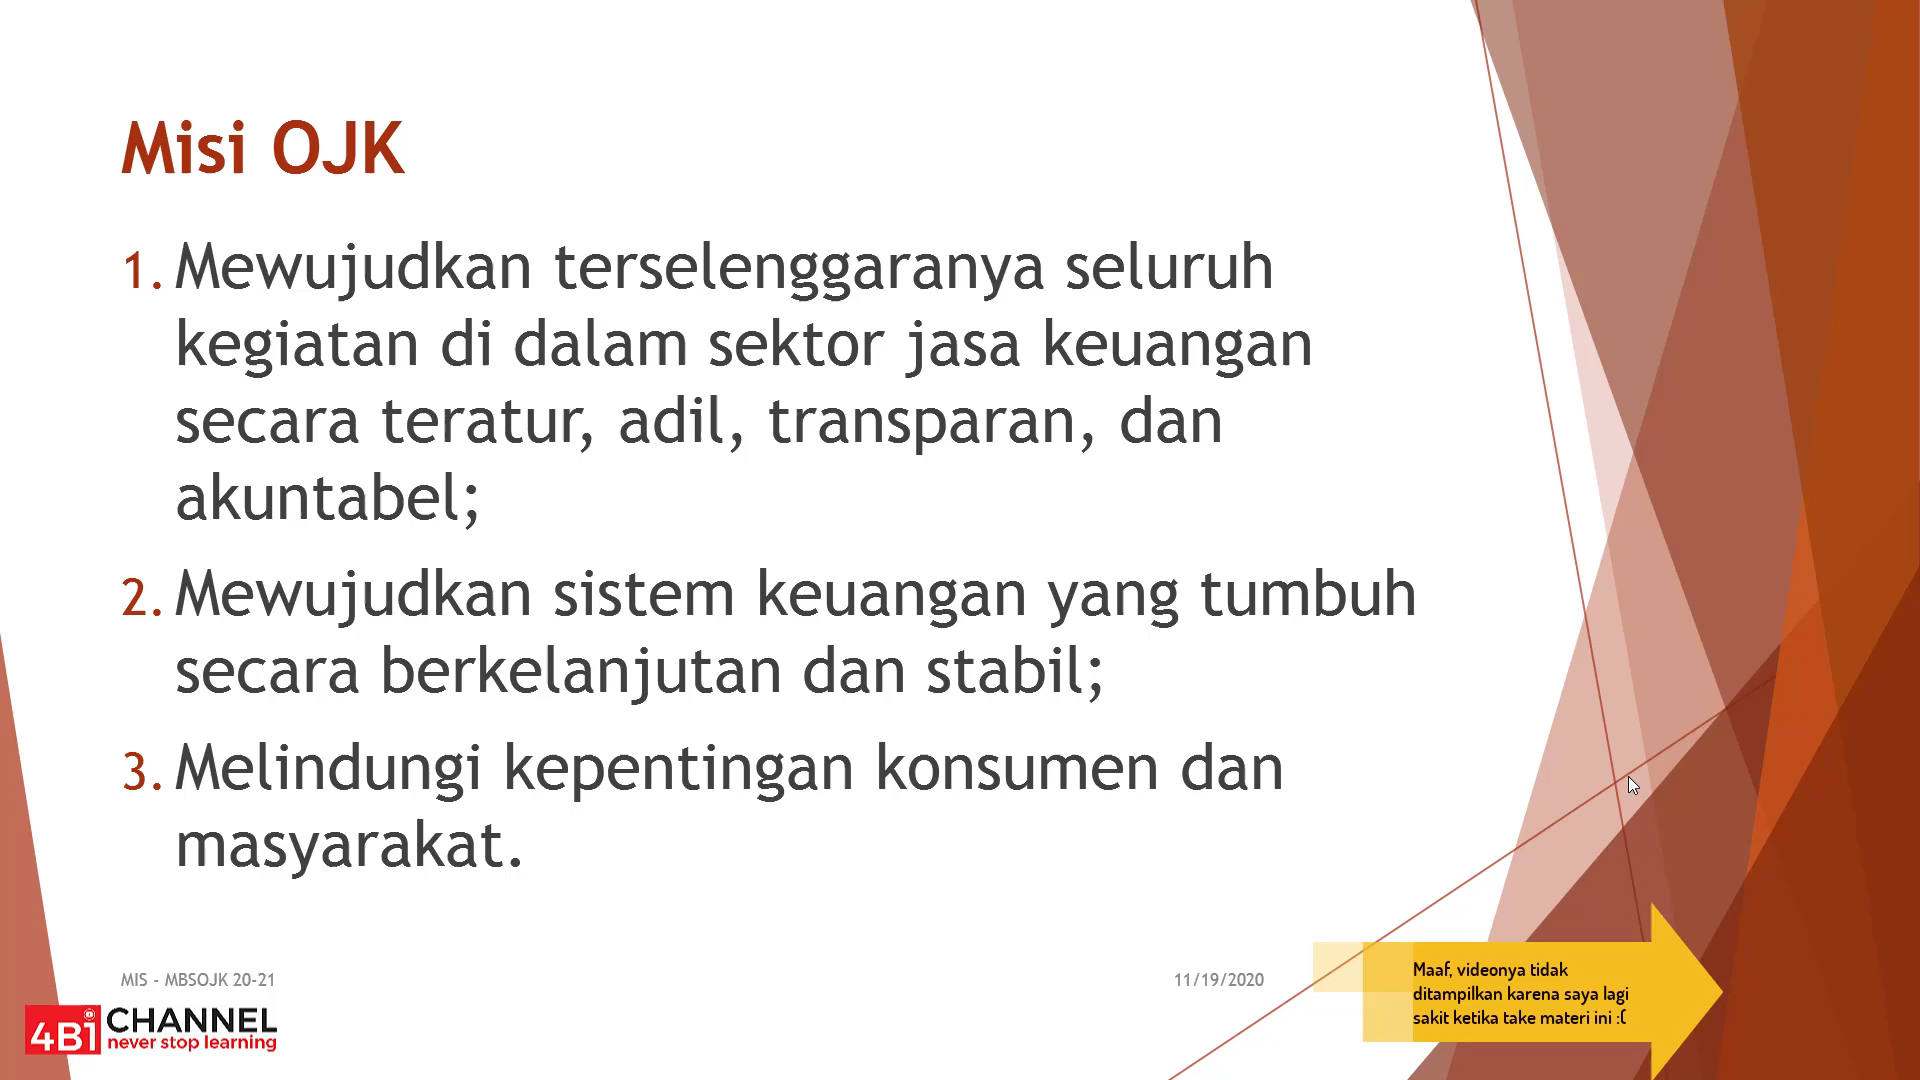 Misi OJK
1. Mewujudkan terselenggaranya seluruh
kegiatan di dalam sektor jasa keuangan
secara teratur, adil, transparan, dan
akuntabel;
2. Mewujudkan sistem keuangan yang tumbuh
secara berkelanjutan dan stabil;
3. Melindungi kepentingan konsumen dan
masyarakat.
MIS - MBSOJK 20-21
11/19/2020
Maaf, videonya tidak
ditampilkan karena saya lagi
sakit ketika take materi ini :(
4Bi CHANNEL
never stop learning